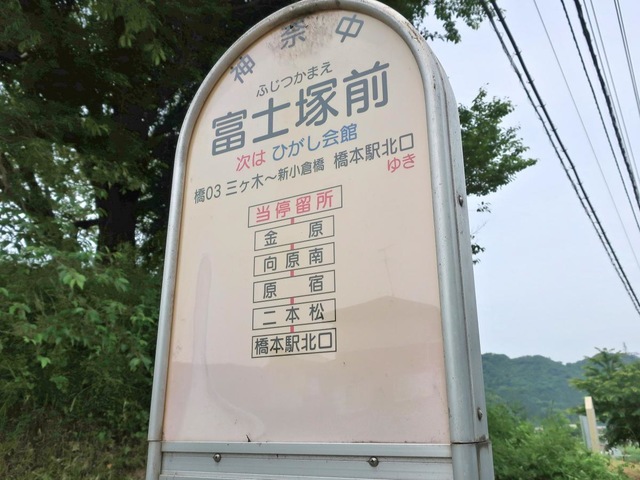 神奈中
ふじつかまえ
富士塚前
次は ひがし会館
橋03 三ヶ木～新小倉橋 橋本駅北口
ゆき
当停留所
金原
向原南
原宿
二本松
橋本駅北口